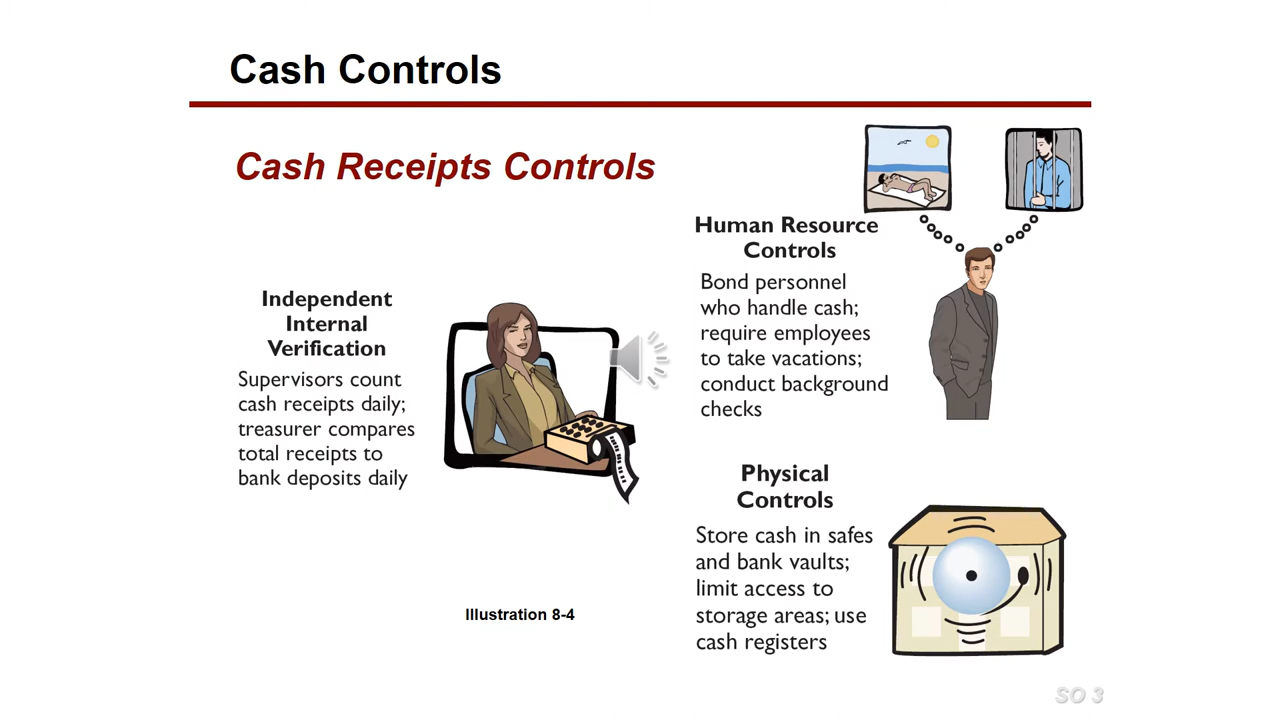 Cash Controls
Cash Receipts Controls
Independent
Internal
Verification
Supervisors count
cash receipts daily;
treasurer compares
total receipts to
bank deposits daily
Human Resource
Controls
Bond personnel
who handle cash;
require employees
to take vacations;
conduct background
checks
Physical
Controls
Store cash in safes
and bank vaults;
limit access to
storage areas; use
cash registers
Illustration 8-4
SO 3